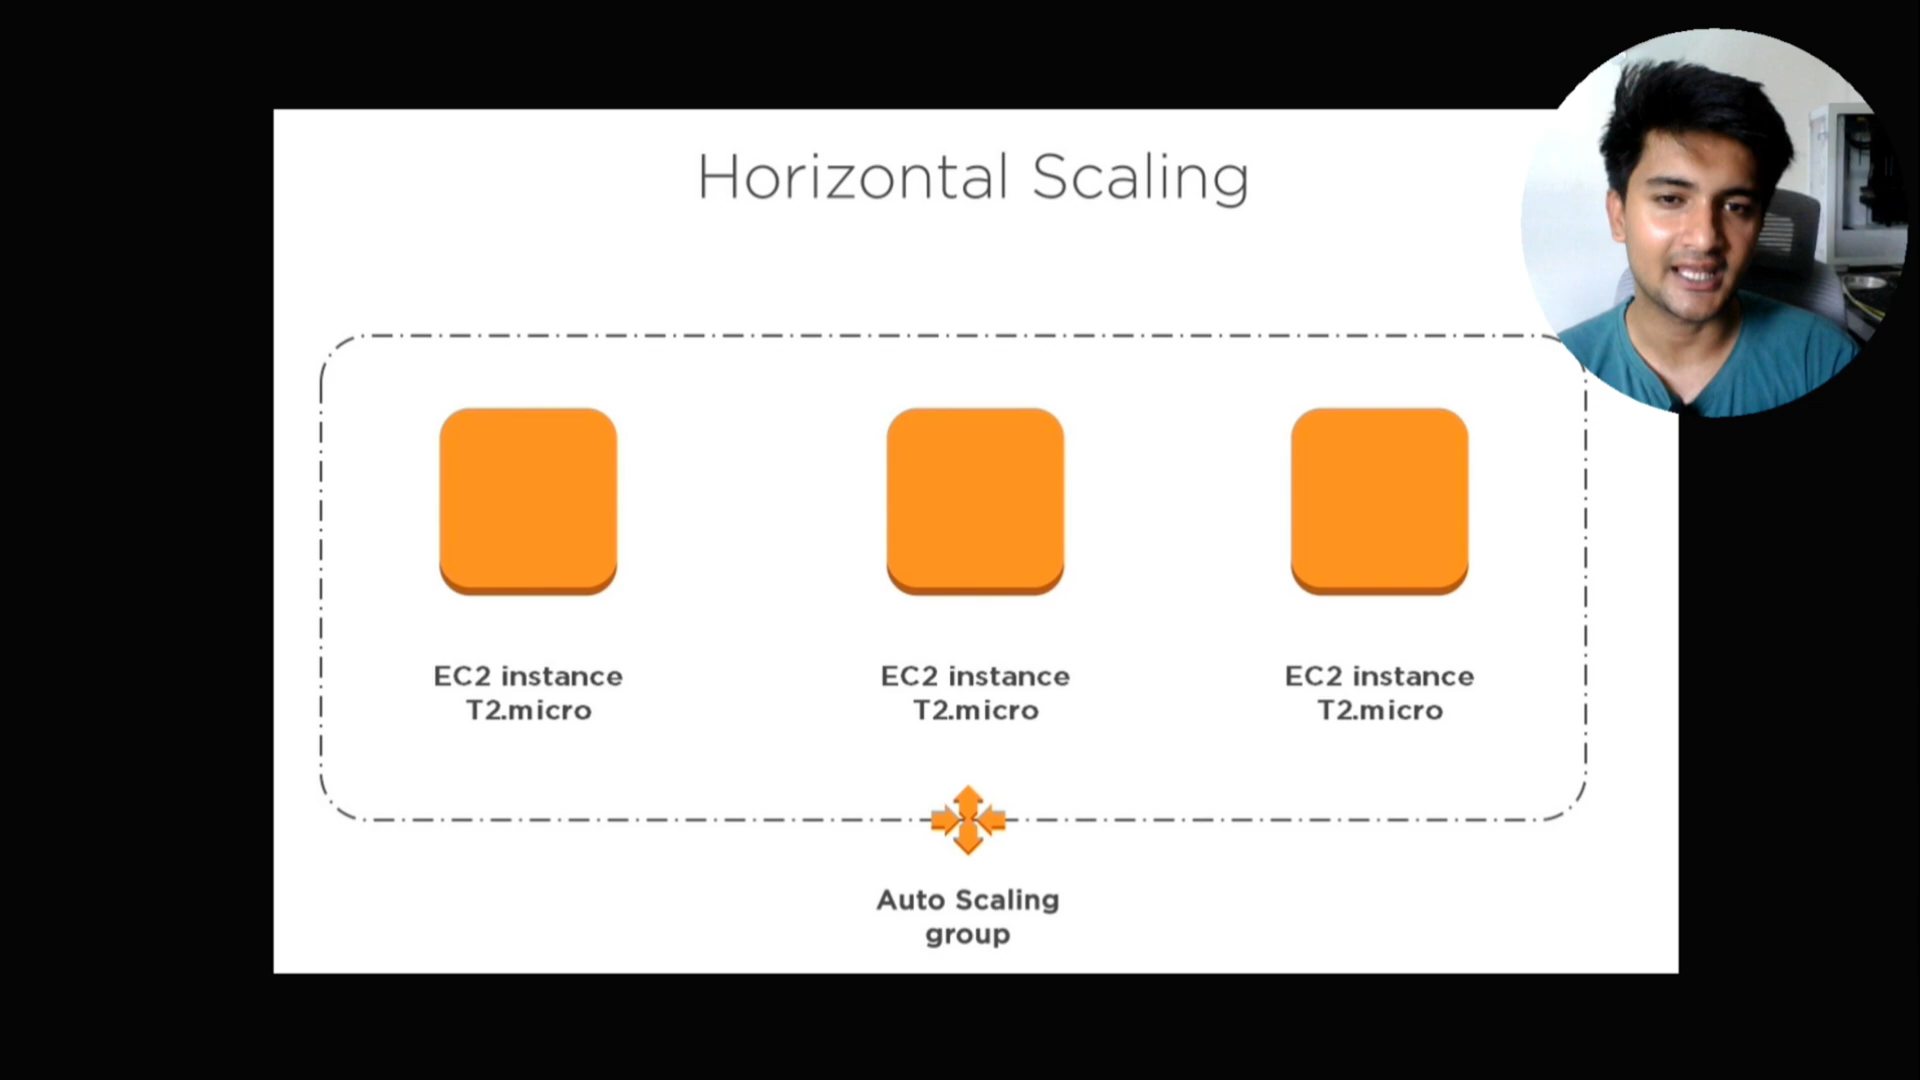 Horizontal Scaling
EC2 instance
T2.micro
EC2 instance
T2.micro
EC2 instance
T2.micro
Auto Scaling
group